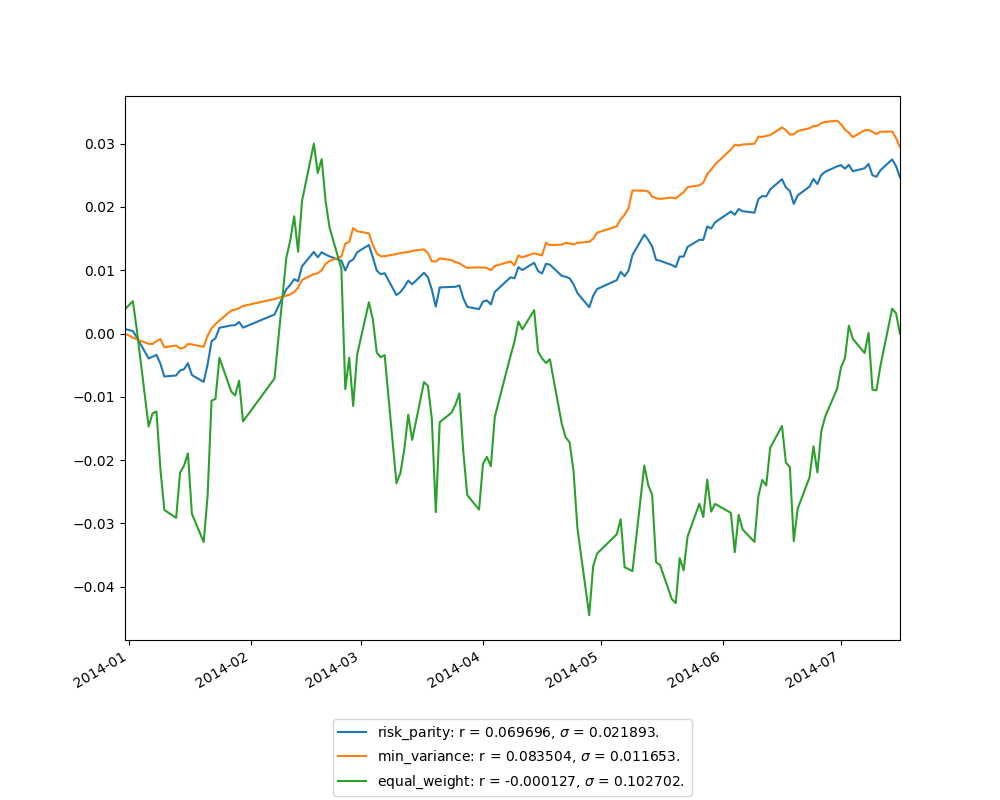 0.03
0.02
0.01
0.00
−0.01
−0.02
−0.03
−0.04
2014-01 2014-02 2014-03 2014-04 2014-05 2014-06 2014-07
risk_parity: r = 0.069696, σ = 0.021893.
min_variance: r = 0.083504, σ = 0.011653.
equal_weight: r = -0.000127, σ = 0.102702.